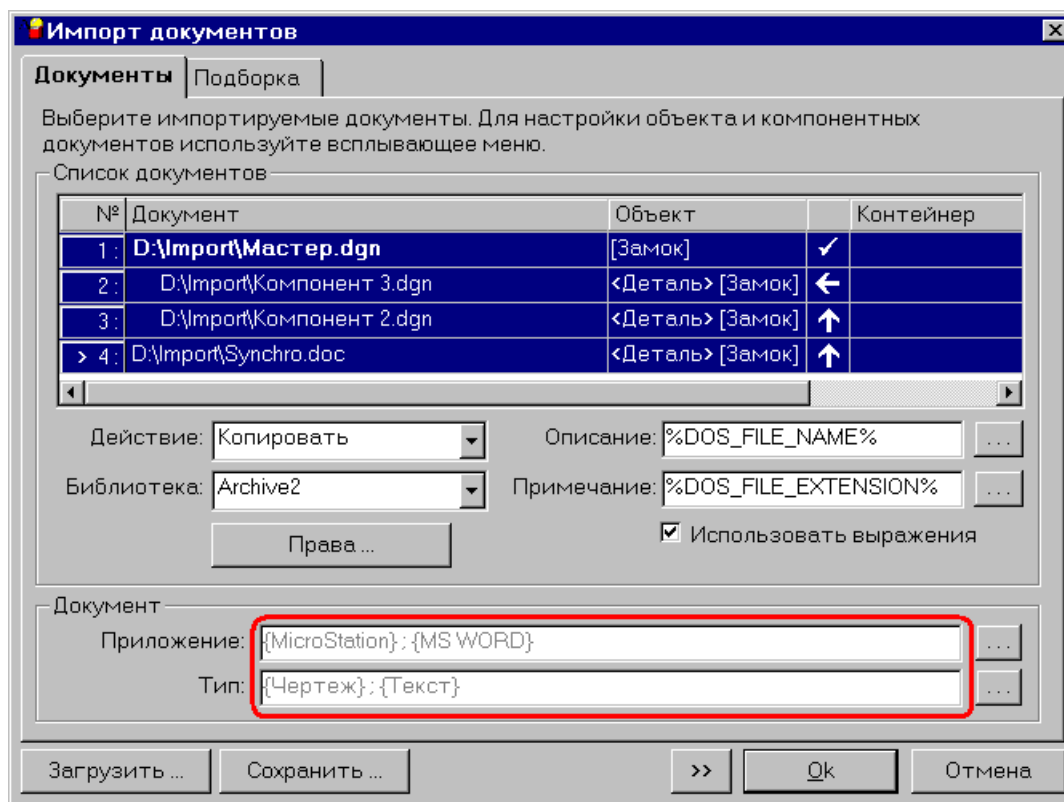 Импорт документов
Документы Подборка
Выберите импортируемые документы. Для настройки объекта и компонентных
документов используйте всплывающее меню.
Список документов
№ Документ Объект Контейнер
1: D:\Import\Мастер.dgn [Замок]
2: D:\Import\Компонент 3.dgn <Деталь> [Замок]
3: D:\Import\Компонент 2.dgn <Деталь> [Замок]
> 4: D:\Import\Synchro.doc <Деталь> [Замок]
Действие: Копировать Описание: %DOS_FILE_NAME% ...
Библиотека: Archive2 Примечание: %DOS_FILE_EXTENSION% ...
Права ... Использовать выражения
Документ
Приложение: {MicroStation} ; {MS WORD} ...
Тип: {Чертеж} ; {Текст} ...
Загрузить ... Сохранить ... >> Ok Отмена